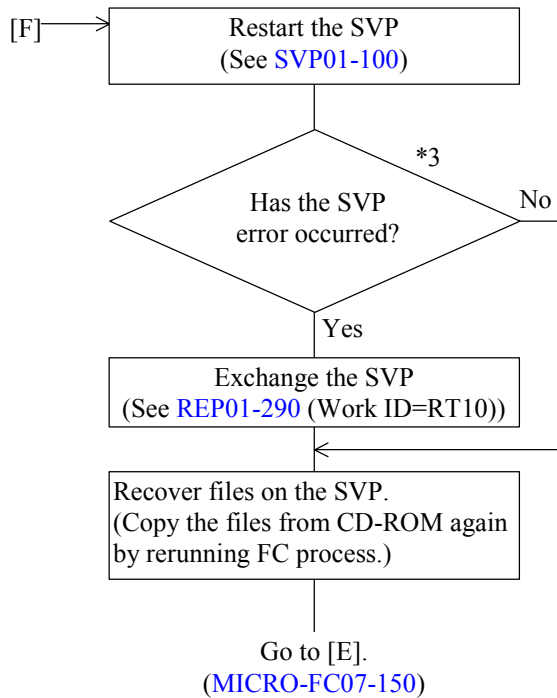 [F]
Restart the SVP
(See SVP01-100)
*3
Has the SVP
error occurred?
No
Yes
Exchange the SVP
(See REP01-290 (Work ID=RT10))
Recover files on the SVP.
(Copy the files from CD-ROM again
by rerunning FC process.)
Go to [E].
(MICRO-FC07-150)